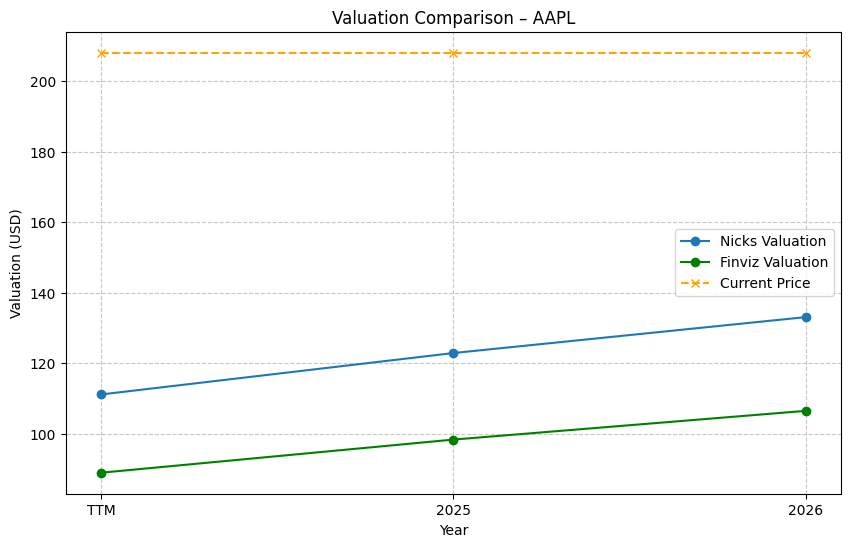 Valuation Comparison – AAPL
Valuation (USD)
200
180
160
140
120
100
Nicks Valuation
Finviz Valuation
Current Price
TTM
2025
2026
Year